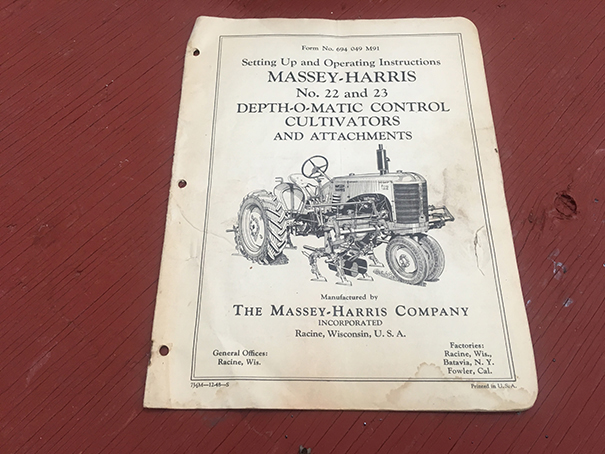 Form No. 694 049 M91
Setting Up and Operating Instructions
MASSEY-HARRIS
No. 22 and 23
DEPTH-O-MATIC CONTROL
CULTIVATORS
AND ATTACHMENTS
Manufactured by
THE MASSEY-HARRIS COMPANY
INCORPORATED
Racine, Wisconsin, U. S. A.
General Offices:
Racine, Wis.
Factories:
Racine, Wis.,
Batavia, N. Y.
Fowler, Cal.
Printed in U.S.A.